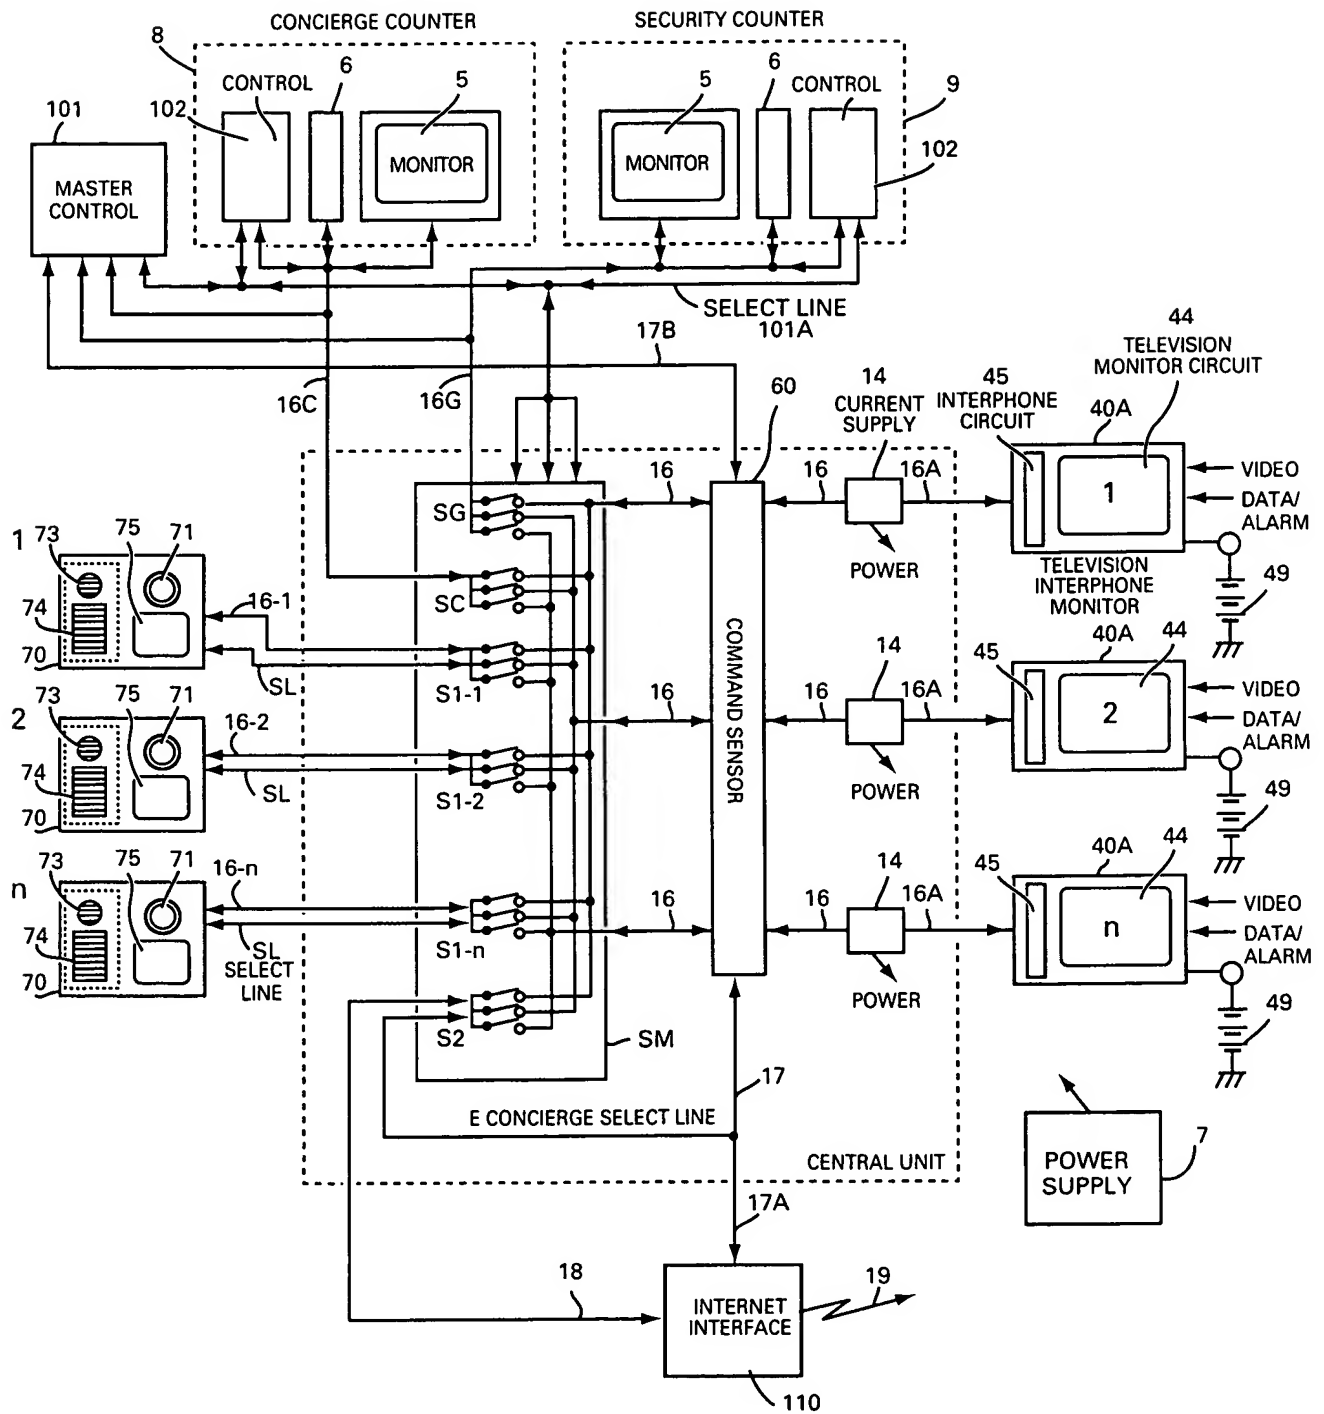 CONCIERGE COUNTER
SECURITY COUNTER
8
6
5
CONTROL
102
101
MASTER
CONTROL
MONITOR
5
6
CONTROL
9
MONITOR
102
SELECT LINE
101A
17B
16C
16G
60
14
CURRENT
SUPPLY
45
INTERPHONE
CIRCUIT
44
TELEVISION
MONITOR CIRCUIT
40A
16
16
16A
1
VIDEO
DATA/
ALARM
POWER
TELEVISION
INTERPHONE
MONITOR
49
SG
SC
1
73
75
71
74
70
16-1
SL
S1-1
COMMAND SENSOR
14
45
40A
44
16
16
16A
2
VIDEO
DATA/
ALARM
POWER
49
2
73
75
71
74
70
16-2
SL
S1-2
14
45
40A
44
n
73
75
71
74
70
16-n
SL
SELECT
LINE
S1-n
16
16
16A
n
VIDEO
DATA/
ALARM
POWER
49
S2
SM
17
E CONCIERGE SELECT LINE
CENTRAL UNIT
POWER
SUPPLY
7
17A
18
INTERNET
INTERFACE
19
110